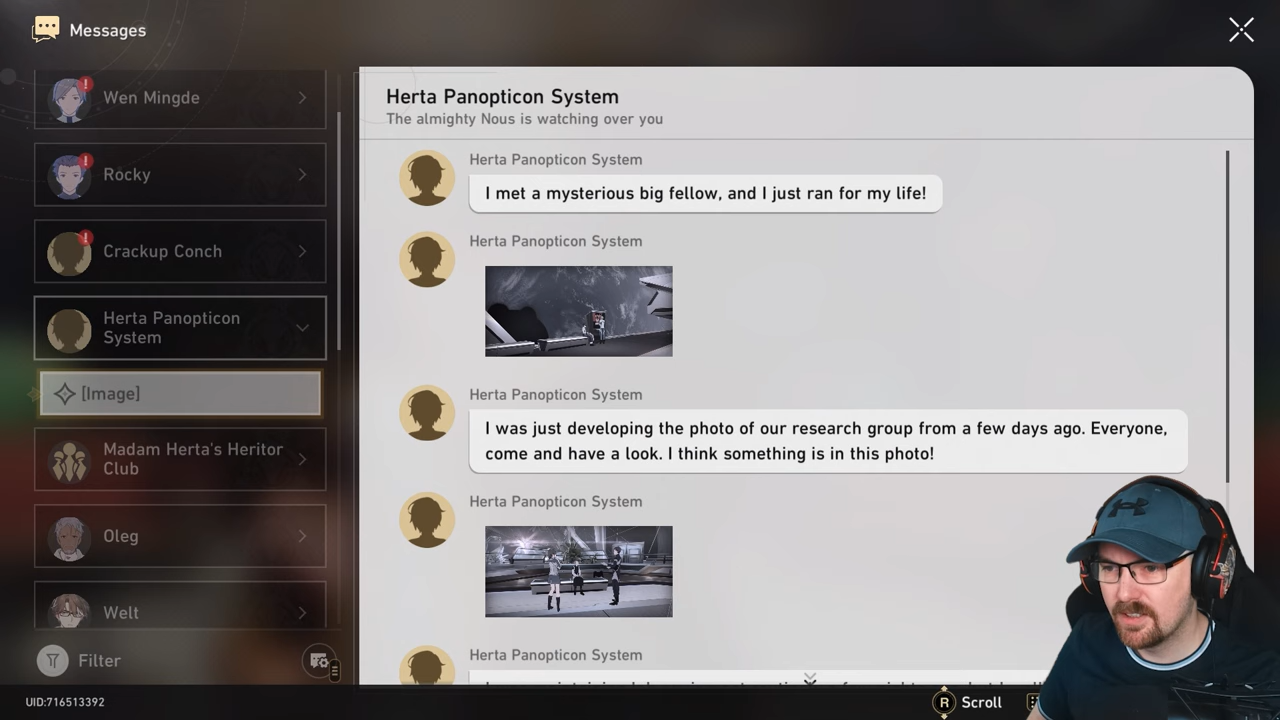 Messages
Wen Mingde
Rocky
Crackup Conch
Herta Panopticon
System
[Image]
Madam Herta's Heritor
Club
Oleg
Welt
Filter
UID:716513392
Herta Panopticon System
The almighty Nous is watching over you
Herta Panopticon System
I met a mysterious big fellow, and I just ran for my life!
Herta Panopticon System
Herta Panopticon System
I was just developing the photo of our research group from a few days ago. Everyone,
come and have a look. I think something is in this photo!
Herta Panopticon System
Herta Panopticon System
R Scroll